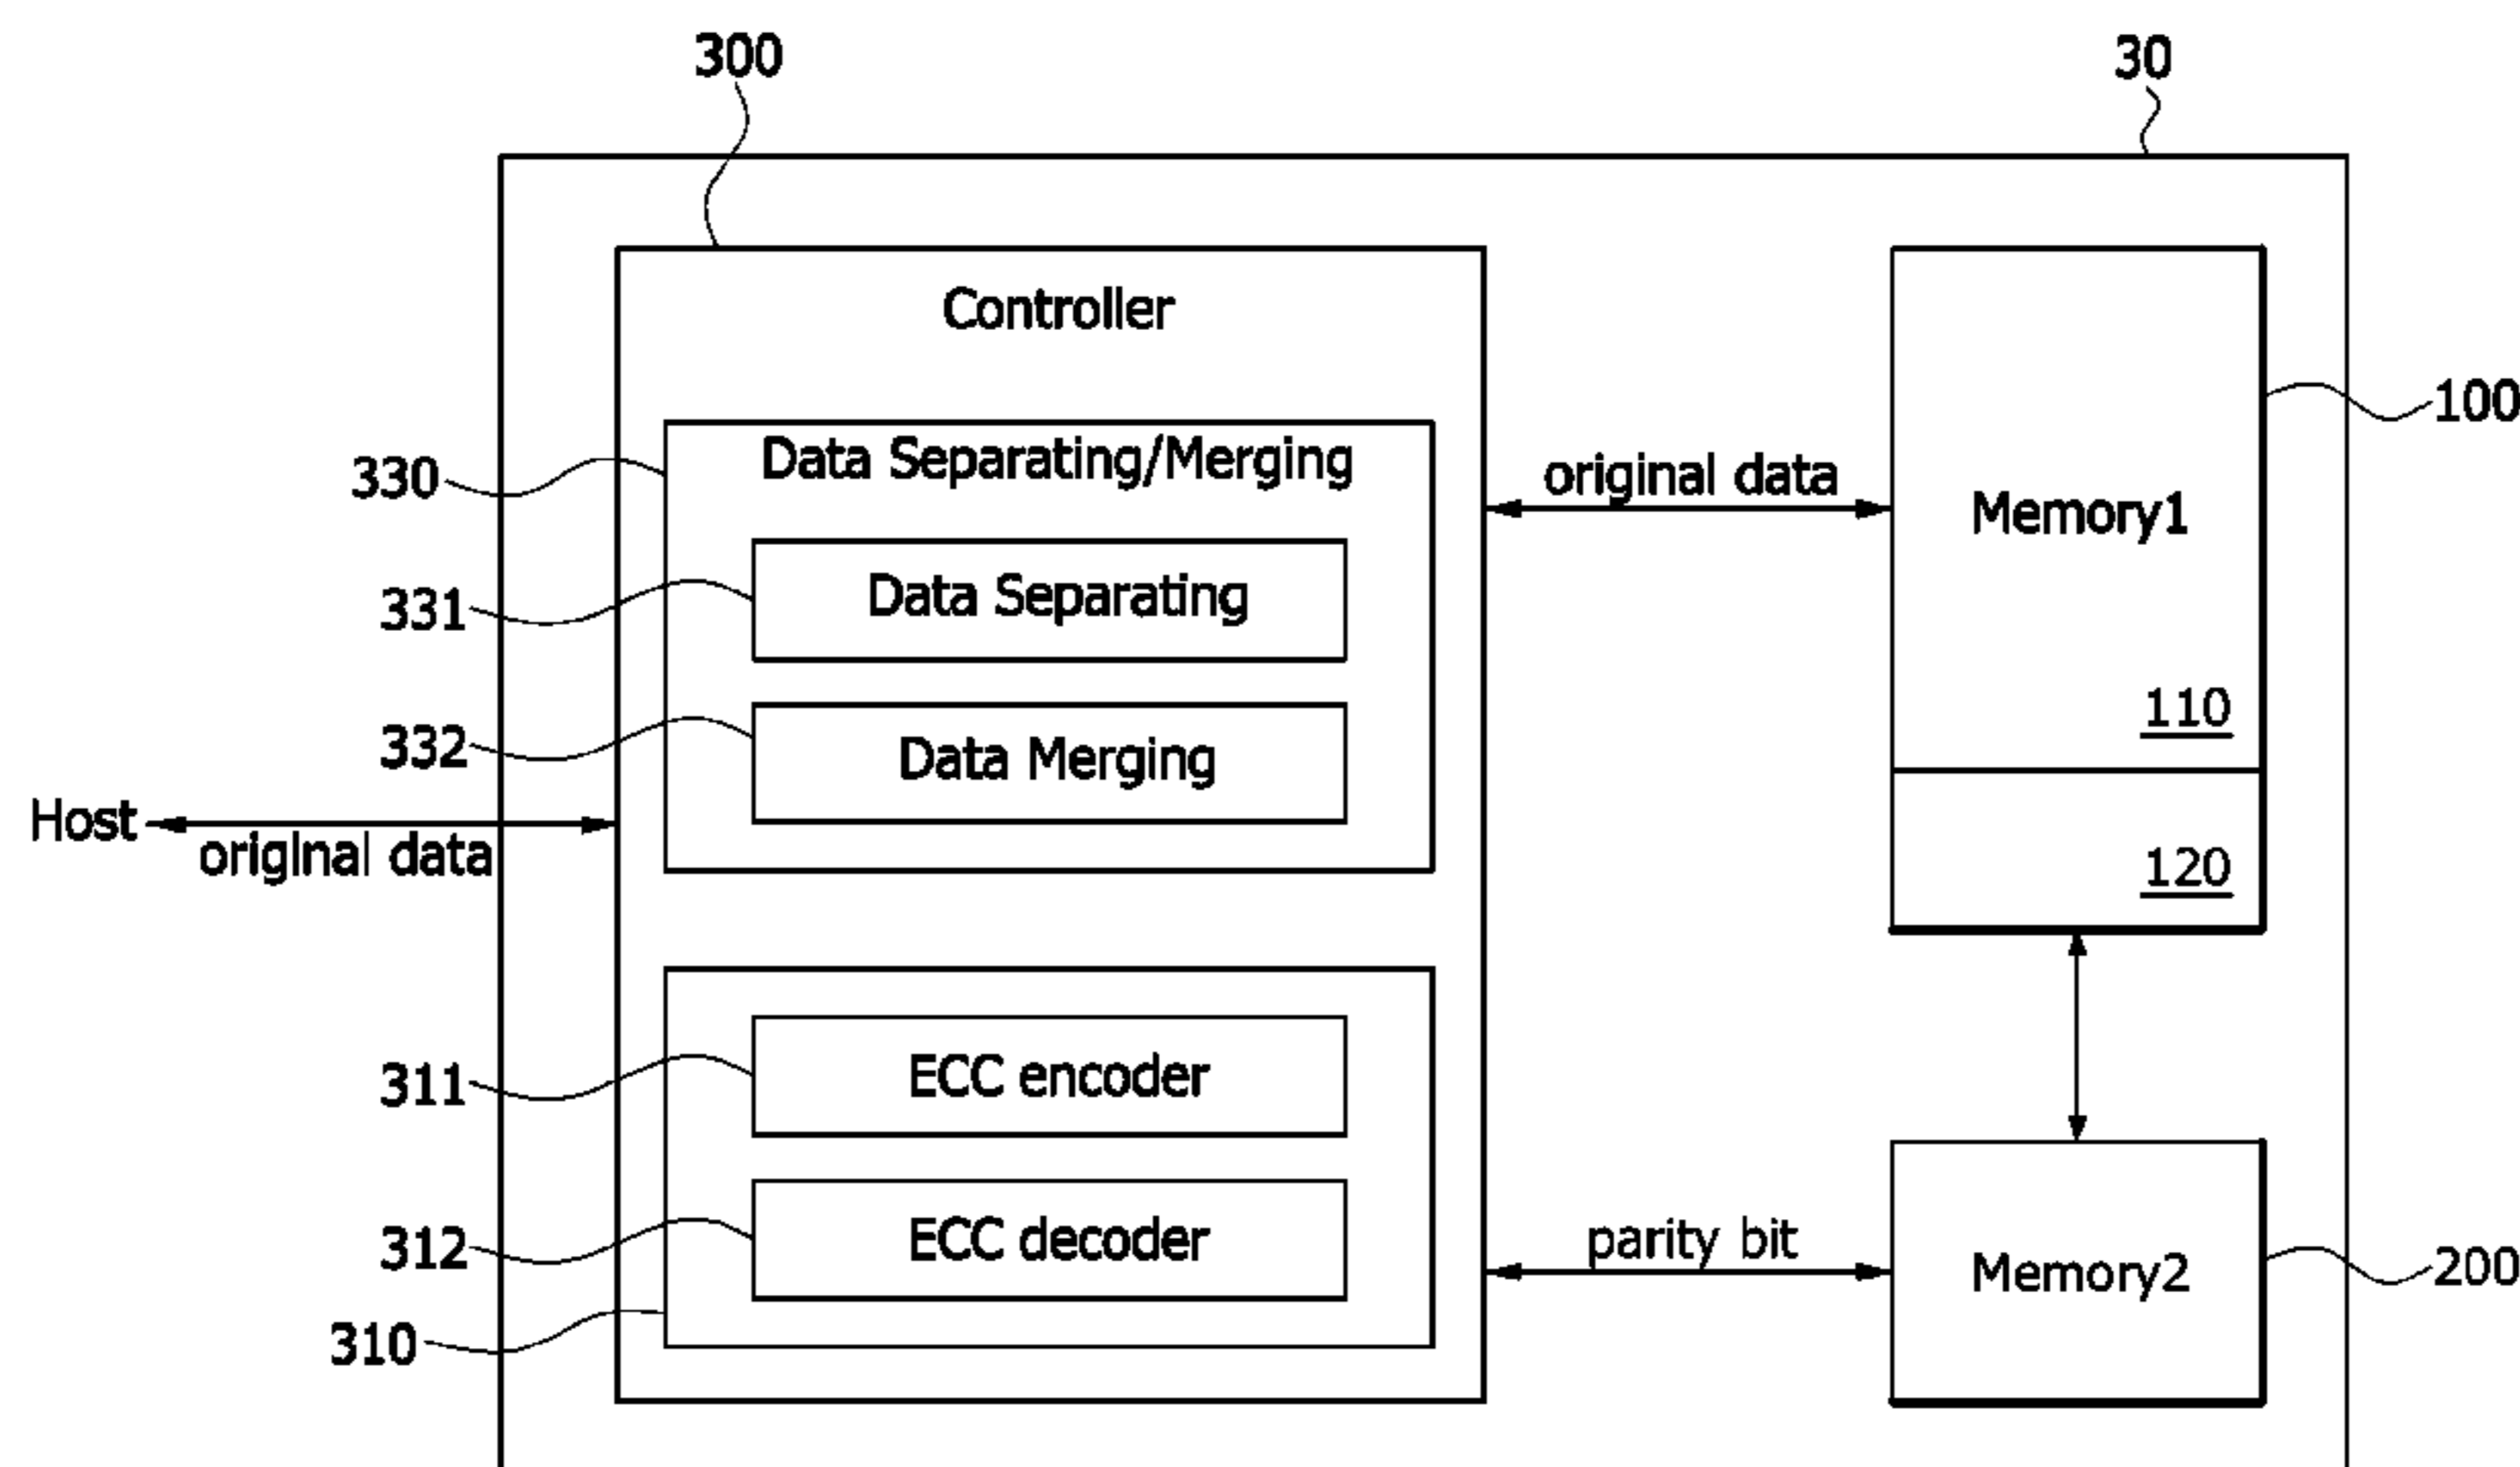 300
30
Controller
100
330
Data Separating/Merging
original data
Memory1
331
Data Separating
110
332
Data Merging
Host
original data
120
311
ECC encoder
312
ECC decoder
parity bit
Memory2
200
310